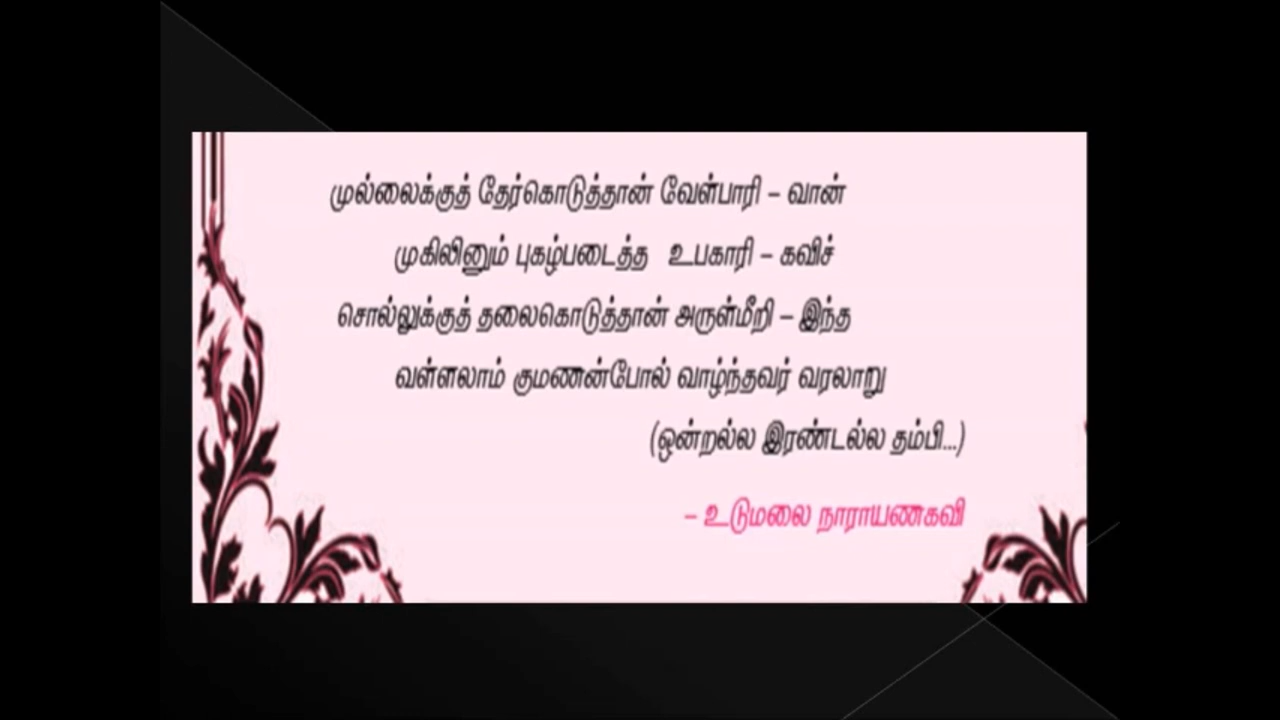 முல்லைக்குத் தேர்கொடுத்தான் வேள்பாரி – வான்
முகிலினும் புகழ்படைத்த உபகாரி – கவிச்
சொல்லுக்குத் தலைகொடுத்தான் அருள்மீறி – இந்த
வள்ளலாம் குமணன்போல் வாழ்ந்தவர் வரலாறு
(ஒன்றல்ல இரண்டல்ல தம்பி...)
– உடுமலை நாராயணகவி